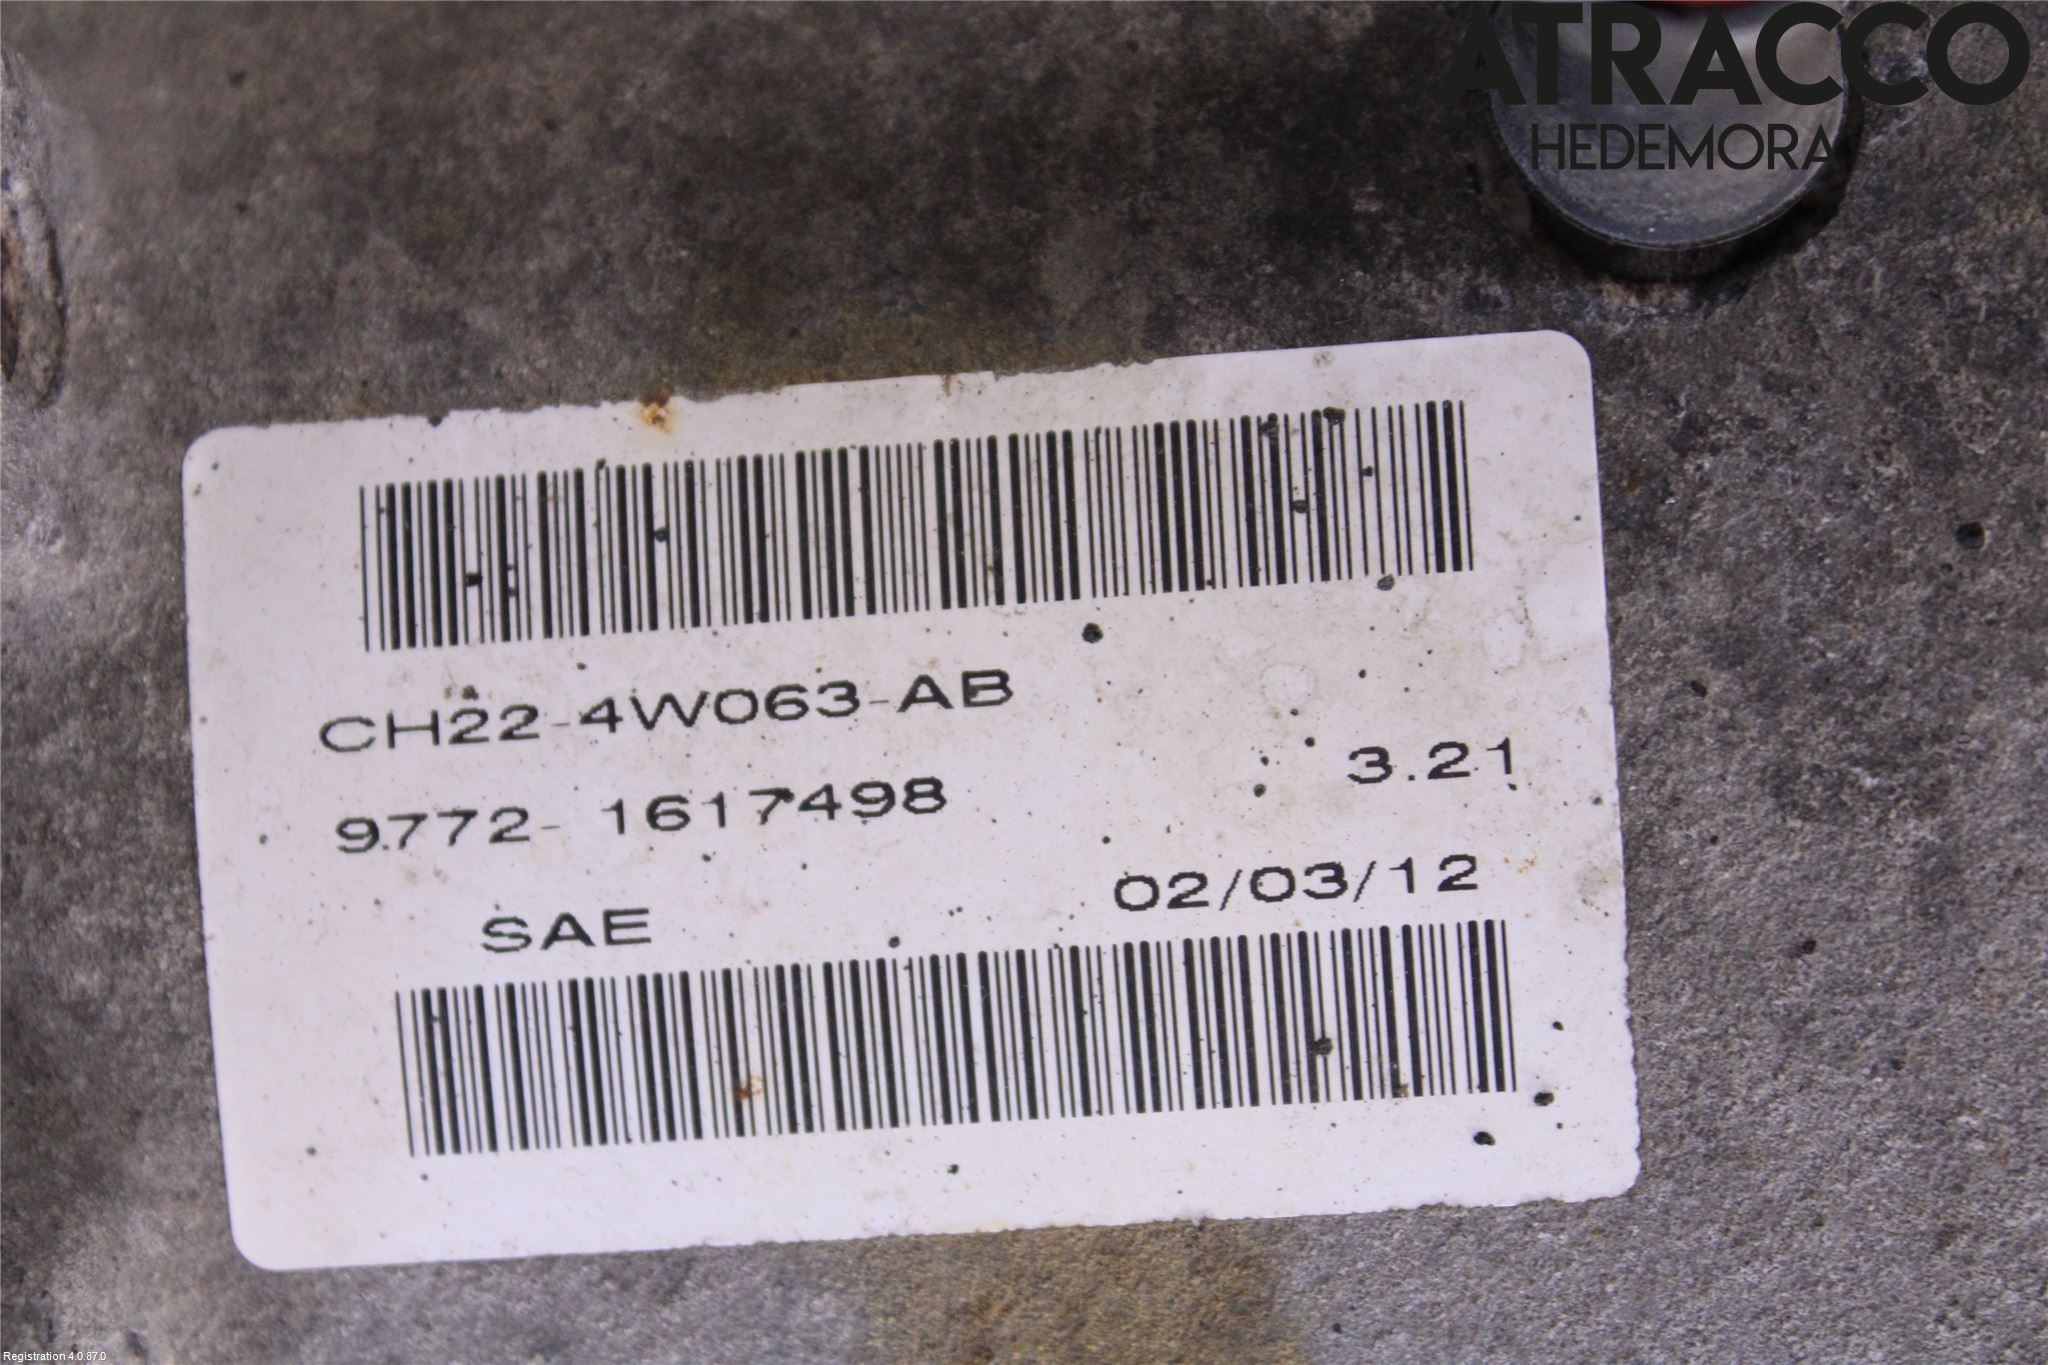 ATRACCO
HEDEMORA
CH22-4W063-AB
3.21
9772- 1617498
02/03/12
SAE
Registration 4.0.87.0